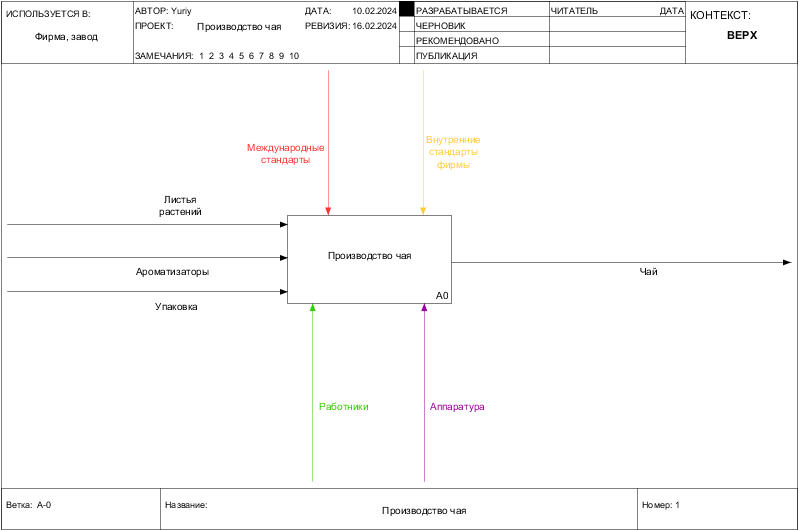 ИСПОЛЬЗУЕТСЯ В:
Фирма, завод
АВТОР: Yuriy
ДАТА: 10.02.2024
ПРОЕКТ: Производство чая
РЕВИЗИЯ: 16.02.2024
ЗАМЕЧАНИЯ: 1 2 3 4 5 6 7 8 9 10
РАЗРАБАТЫВАЕТСЯ
ЧЕРНОВИК
РЕКОМЕНДОВАНО
ПУБЛИКАЦИЯ
ЧИТАТЕЛЬ ДАТА
КОНТЕКСТ:
ВЕРХ
Международные
стандарты
Внутренние
стандарты
фирмы
Листья
растений
Ароматизаторы
Упаковка
Производство чая
A0
Чай
Работники
Аппаратура
Ветка: A-0
Название:
Производство чая
Номер: 1